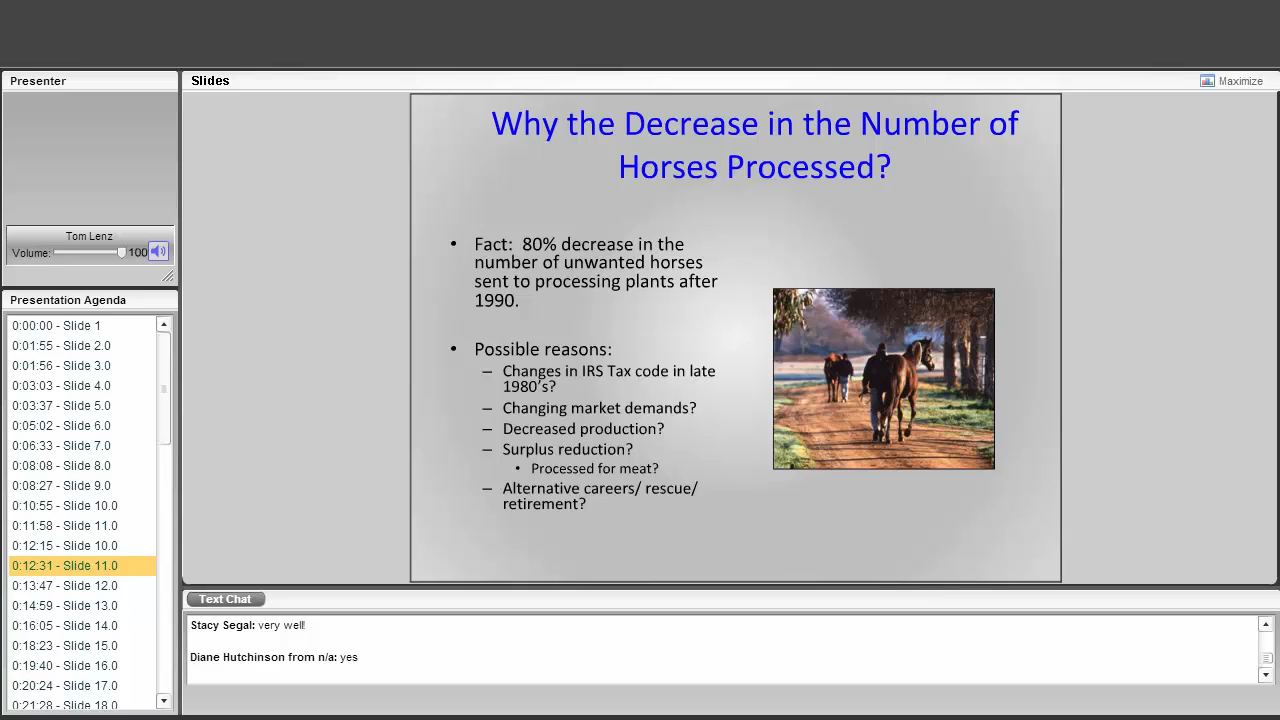 Presenter
Tom Lenz
Volume: 100
Presentation Agenda
0:00:00 - Slide 1
0:01:55 - Slide 2.0
0:01:56 - Slide 3.0
0:03:03 - Slide 4.0
0:03:37 - Slide 5.0
0:05:02 - Slide 6.0
0:06:33 - Slide 7.0
0:08:08 - Slide 8.0
0:08:27 - Slide 9.0
0:10:55 - Slide 10.0
0:11:58 - Slide 11.0
0:12:15 - Slide 10.0
0:12:31 - Slide 11.0
0:13:47 - Slide 12.0
0:14:59 - Slide 13.0
0:16:05 - Slide 14.0
0:18:23 - Slide 15.0
0:19:40 - Slide 16.0
0:20:24 - Slide 17.0
0:21:28 - Slide 18.0
Slides
Maximize
Why the Decrease in the Number of
Horses Processed?
• Fact: 80% decrease in the
number of unwanted horses
sent to processing plants after
1990.
• Possible reasons:
– Changes in IRS Tax code in late
1980's?
– Changing market demands?
– Decreased production?
– Surplus reduction?
• Processed for meat?
– Alternative careers/ rescue/
retirement?
Text Chat
Stacy Segal: very well!
Diane Hutchinson from n/a: yes